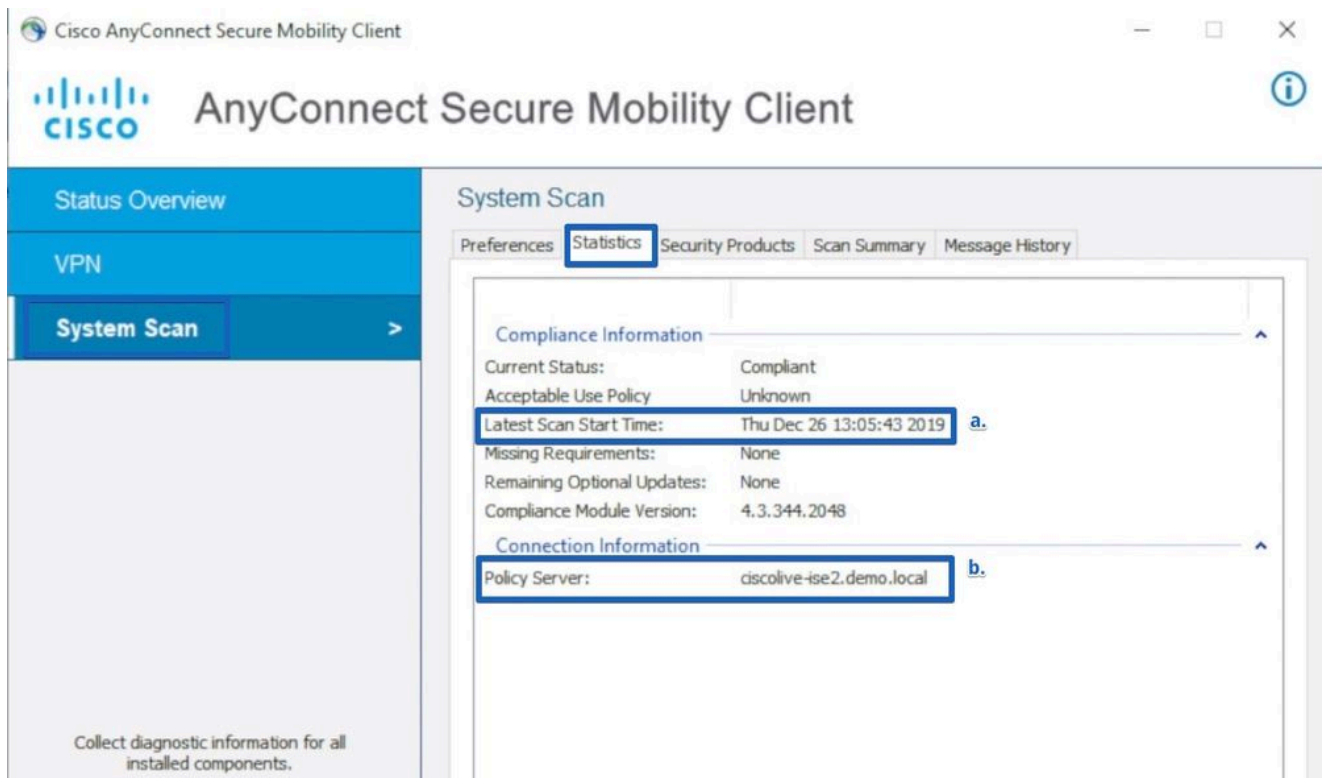 Cisco AnyConnect Secure Mobility Client
CISCO
AnyConnect Secure Mobility Client
Status Overview
VPN
System Scan >
System Scan
Preferences Statistics Security Products Scan Summary Message History
Compliance Information
Current Status: Compliant
Acceptable Use Policy Unknown
Latest Scan Start Time: Thu Dec 26 13:05:43 2019 a.
Missing Requirements: None
Remaining Optional Updates: None
Compliance Module Version: 4.3.344.2048
Connection Information
Policy Server: ciscolive-ise2.demo.local b.
Collect diagnostic information for all
installed components.